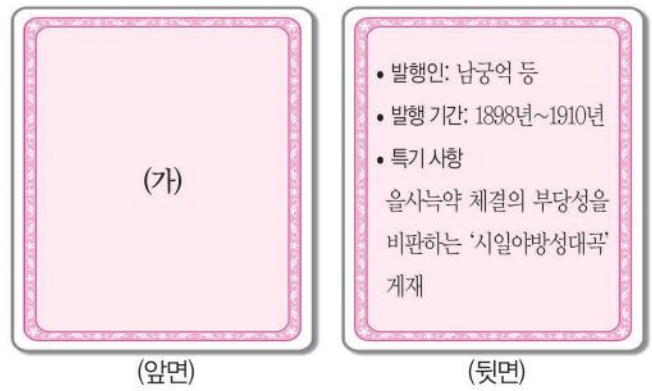 (가)
• 발행인: 남궁억 등
• 발행 기간: 1898년~1910년
• 특기 사항
을사늑약 체결의 부당성을
비판하는 ‘시일야방성대곡’
게재
(앞면)
(뒷면)